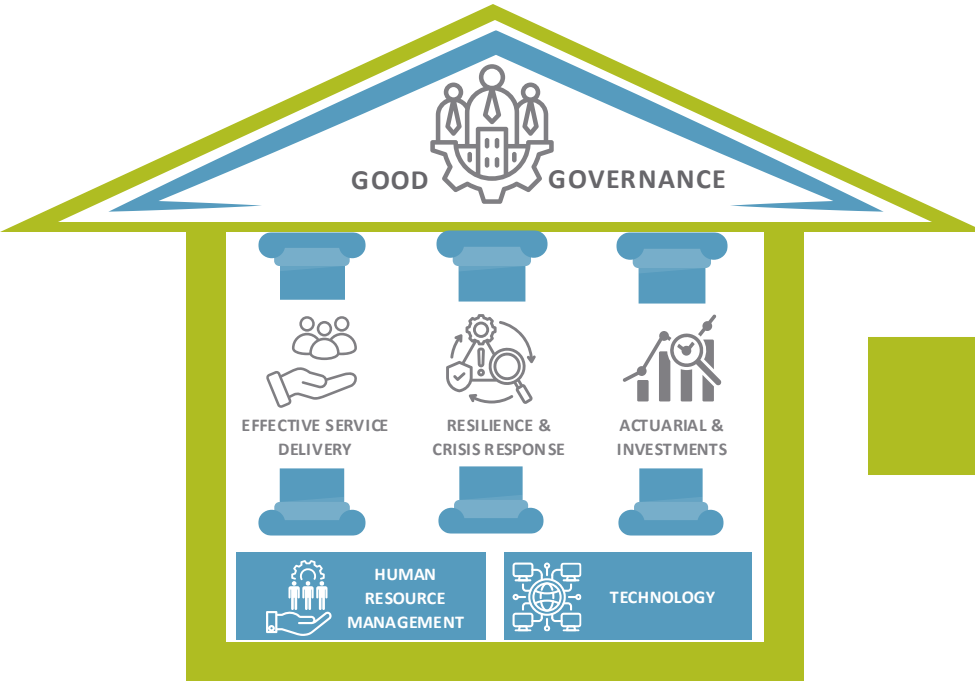 GOOD GOVERNANCE
EFFECTIVE SERVICE
DELIVERY
RESILIENCE &
CRISIS RESPONSE
ACTUARIAL &
INVESTMENTS
HUMAN
RESOURCE
MANAGEMENT
TECHNOLOGY